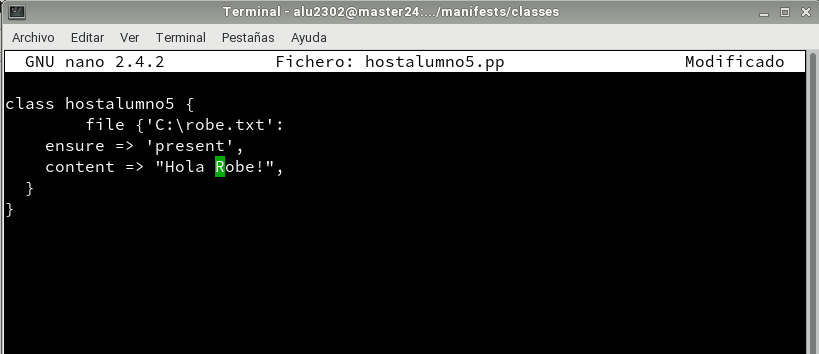 Terminal - alu2302@master24:.../manifests/classes
Archivo Editar Ver Terminal Pestañas Ayuda
GNU nano 2.4.2 Fichero: hostalumno5.pp Modificado
class hostalumno5 {
file {'C:\robe.txt':
ensure => 'present',
content => "Hola Robe!",
}
}